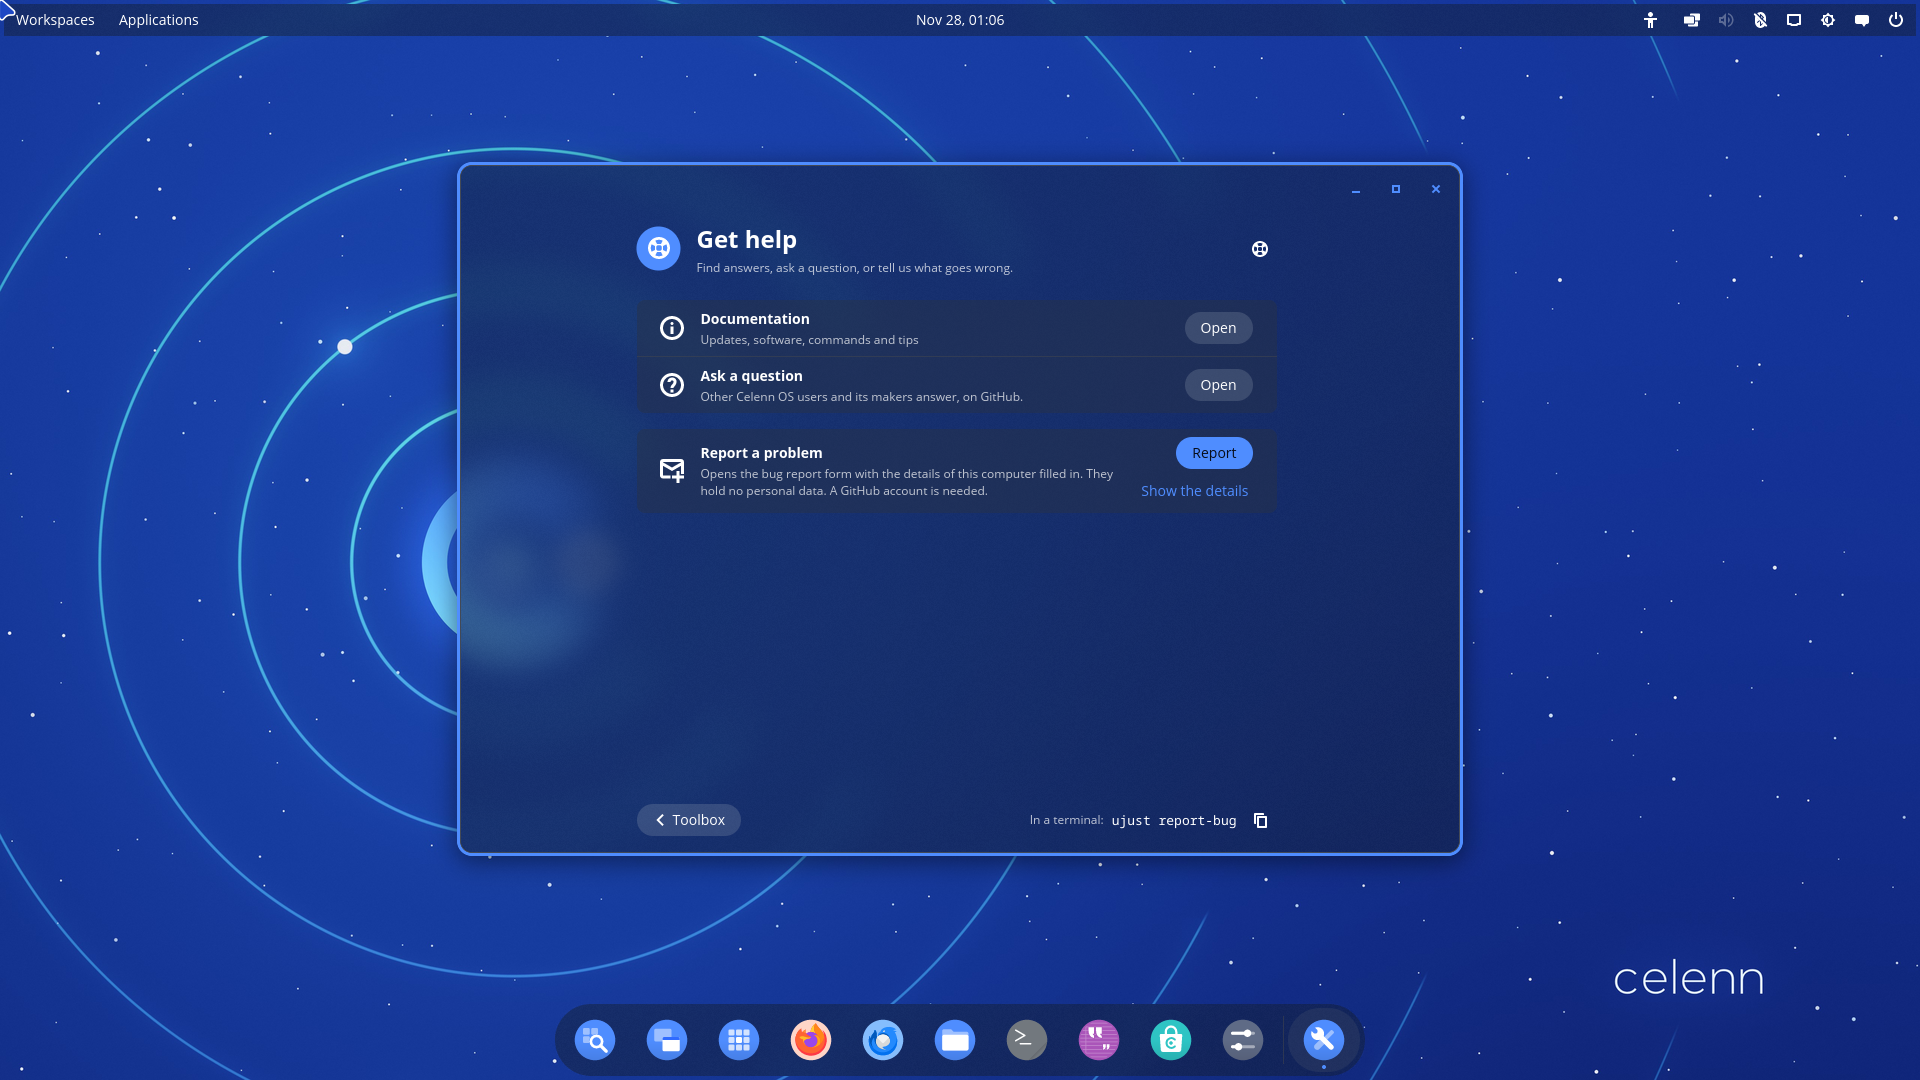 Workspaces Applications Nov 28, 01:06
Get help
Find answers, ask a question, or tell us what goes wrong.
Documentation
Updates, software, commands and tips
Open
Ask a question
Other Celenn OS users and its makers answer, on GitHub.
Open
Report a problem
Opens the bug report form with the details of this computer filled in. They
hold no personal data. A GitHub account is needed.
Report
Show the details
Toolbox
In a terminal: ujust report-bug
celenn